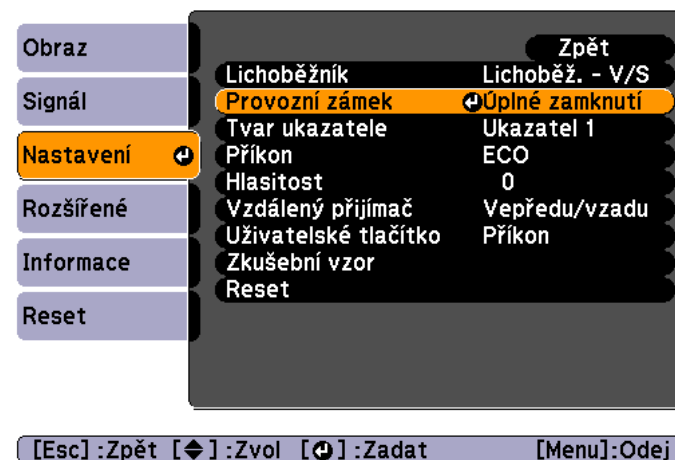 Obraz
Signál
Nastavení
Rozšířené
Informace
Reset
Zpět
Lichoběžník Lichoběž. - V/S
Provozní zámek Úplné zamknutí
Tvar ukazatele Ukazatel 1
Příkon ECO
Hlasitost 0
Vzdálený přijímač Vepředu/vzadu
Uživatelské tlačítko Příkon
Zkušební vzor
Reset
[Esc] :Zpět [◆] :Zvol [↵] :Zadat [Menu]:Odej